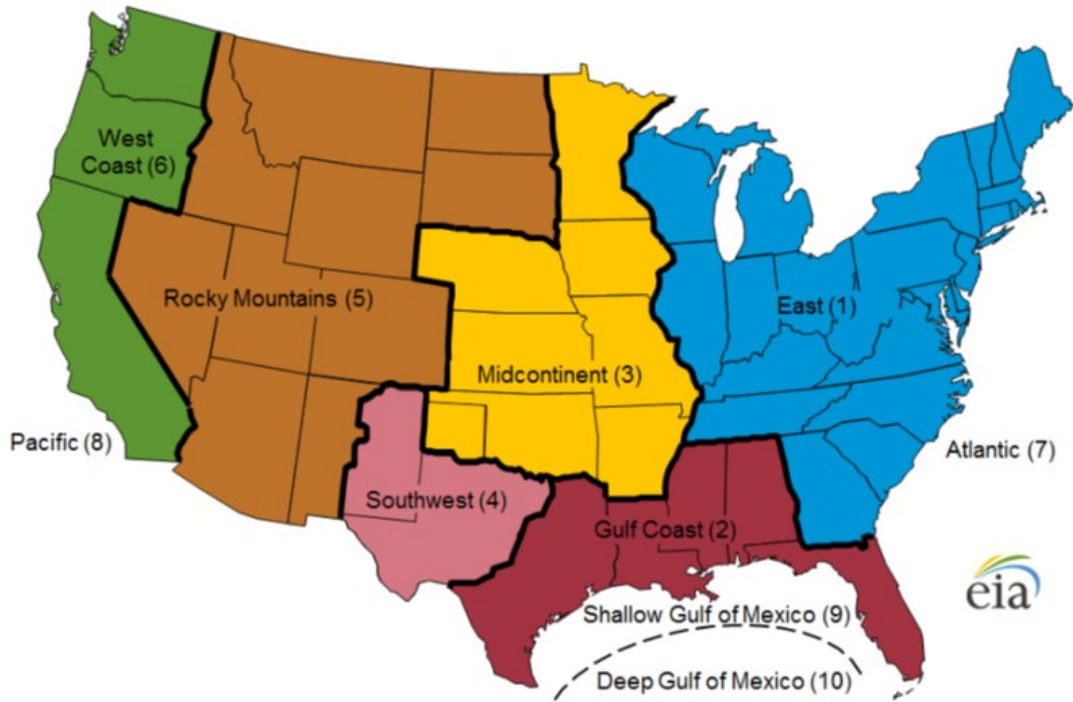 West
Coast (6)
Rocky Mountains (5)
East (1)
Midcontinent (3)
Pacific (8)
Atlantic (7)
Southwest (4)
Gulf Coast (2)
eia
Shallow Gulf of Mexico (9)
Deep Gulf of Mexico (10)